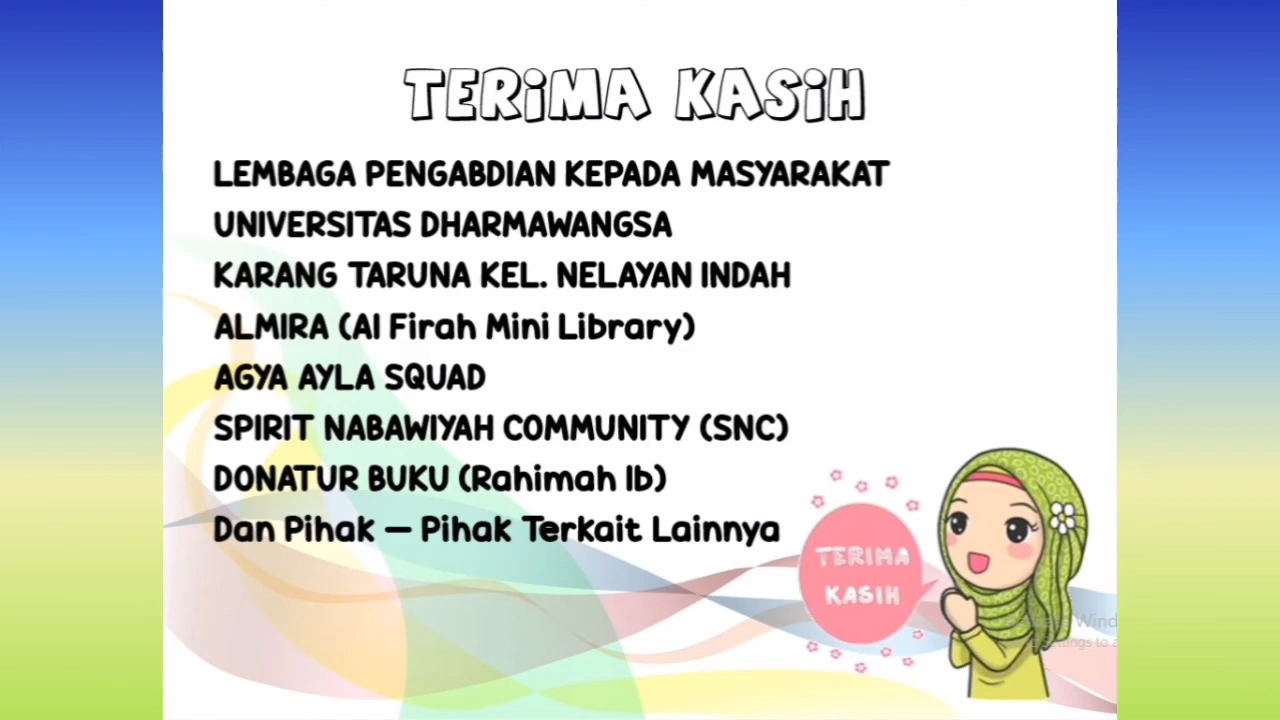 TERiMA KASiH
LEMBAGA PENGABDIAN KEPADA MASYARAKAT
UNIVERSITAS DHARMAWANGSA
KARANG TARUNA KEL. NELAYAN INDAH
ALMIRA (Al Firah Mini Library)
AGYA AYLA SQUAD
SPIRIT NABAWIYAH COMMUNITY (SNC)
DONATUR BUKU (Rahimah lb)
Dan Pihak – Pihak Terkait Lainnya
TERIMA
KASIH